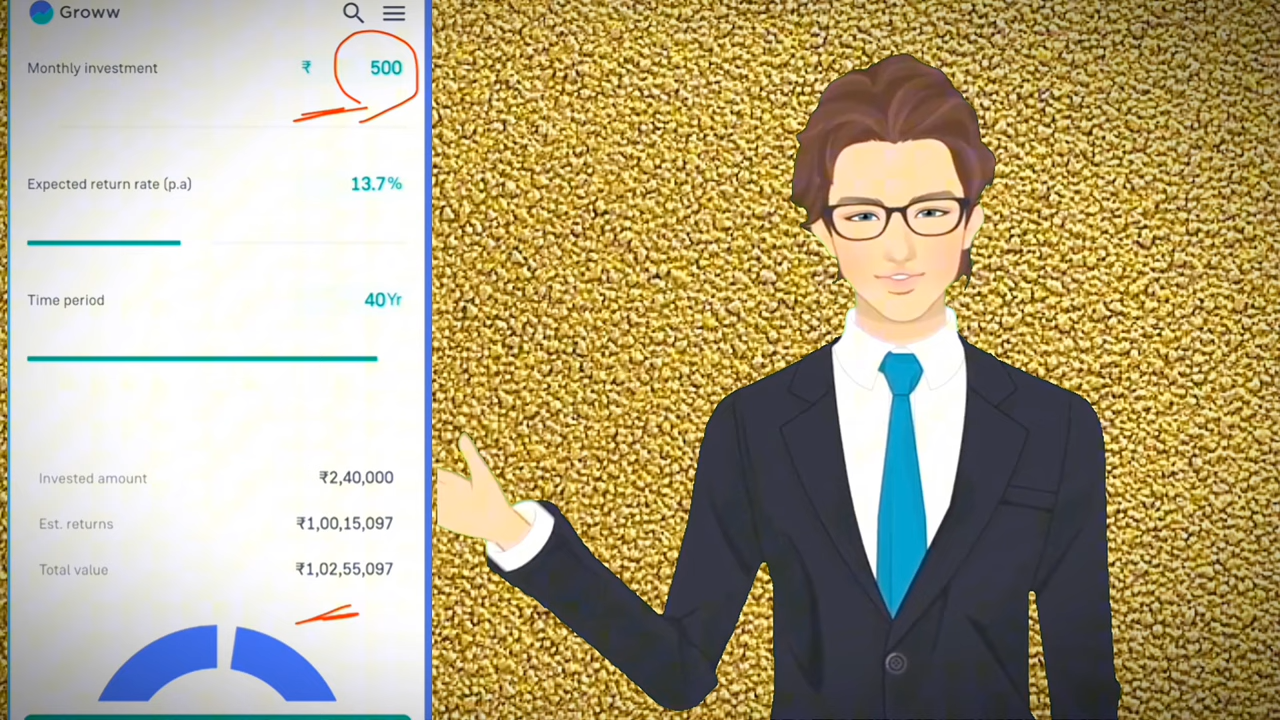 Groww
Monthly investment ₹ 500
Expected return rate (p.a) 13.7%
Time period 40Yr
Invested amount ₹2,40,000
Est. returns ₹1,00,15,097
Total value ₹1,02,55,097